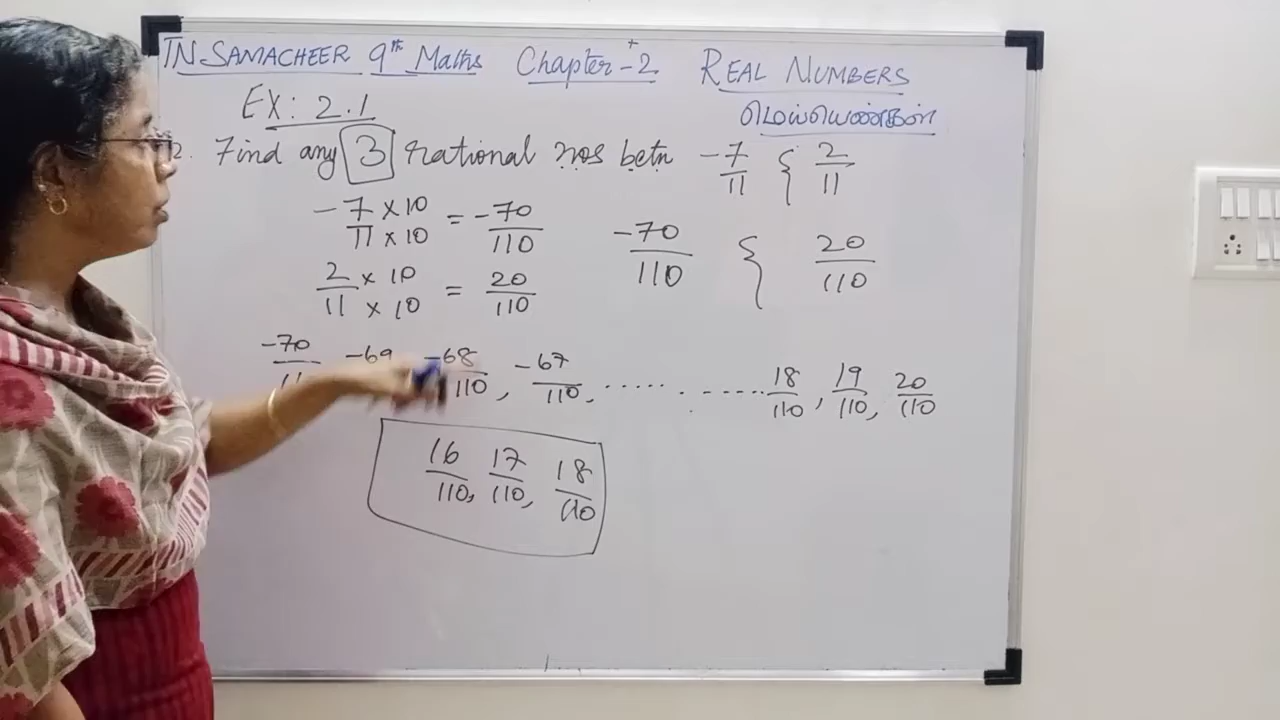 TN SAMACHEER 9th Maths Chapter-2 REAL NUMBERS
மெய்யெண்கள்
EX: 2.1
2. Find any 3 rational nos betn -7/11 { 2/11
-7 × 10 / 11 × 10 = -70/110
-70/110 { 20/110
2 × 10 / 11 × 10 = 20/110
-70/11 -69 -68/110, -67/110, ...... ...... 18/110, 19/110, 20/110
16/110, 17/110, 18/110